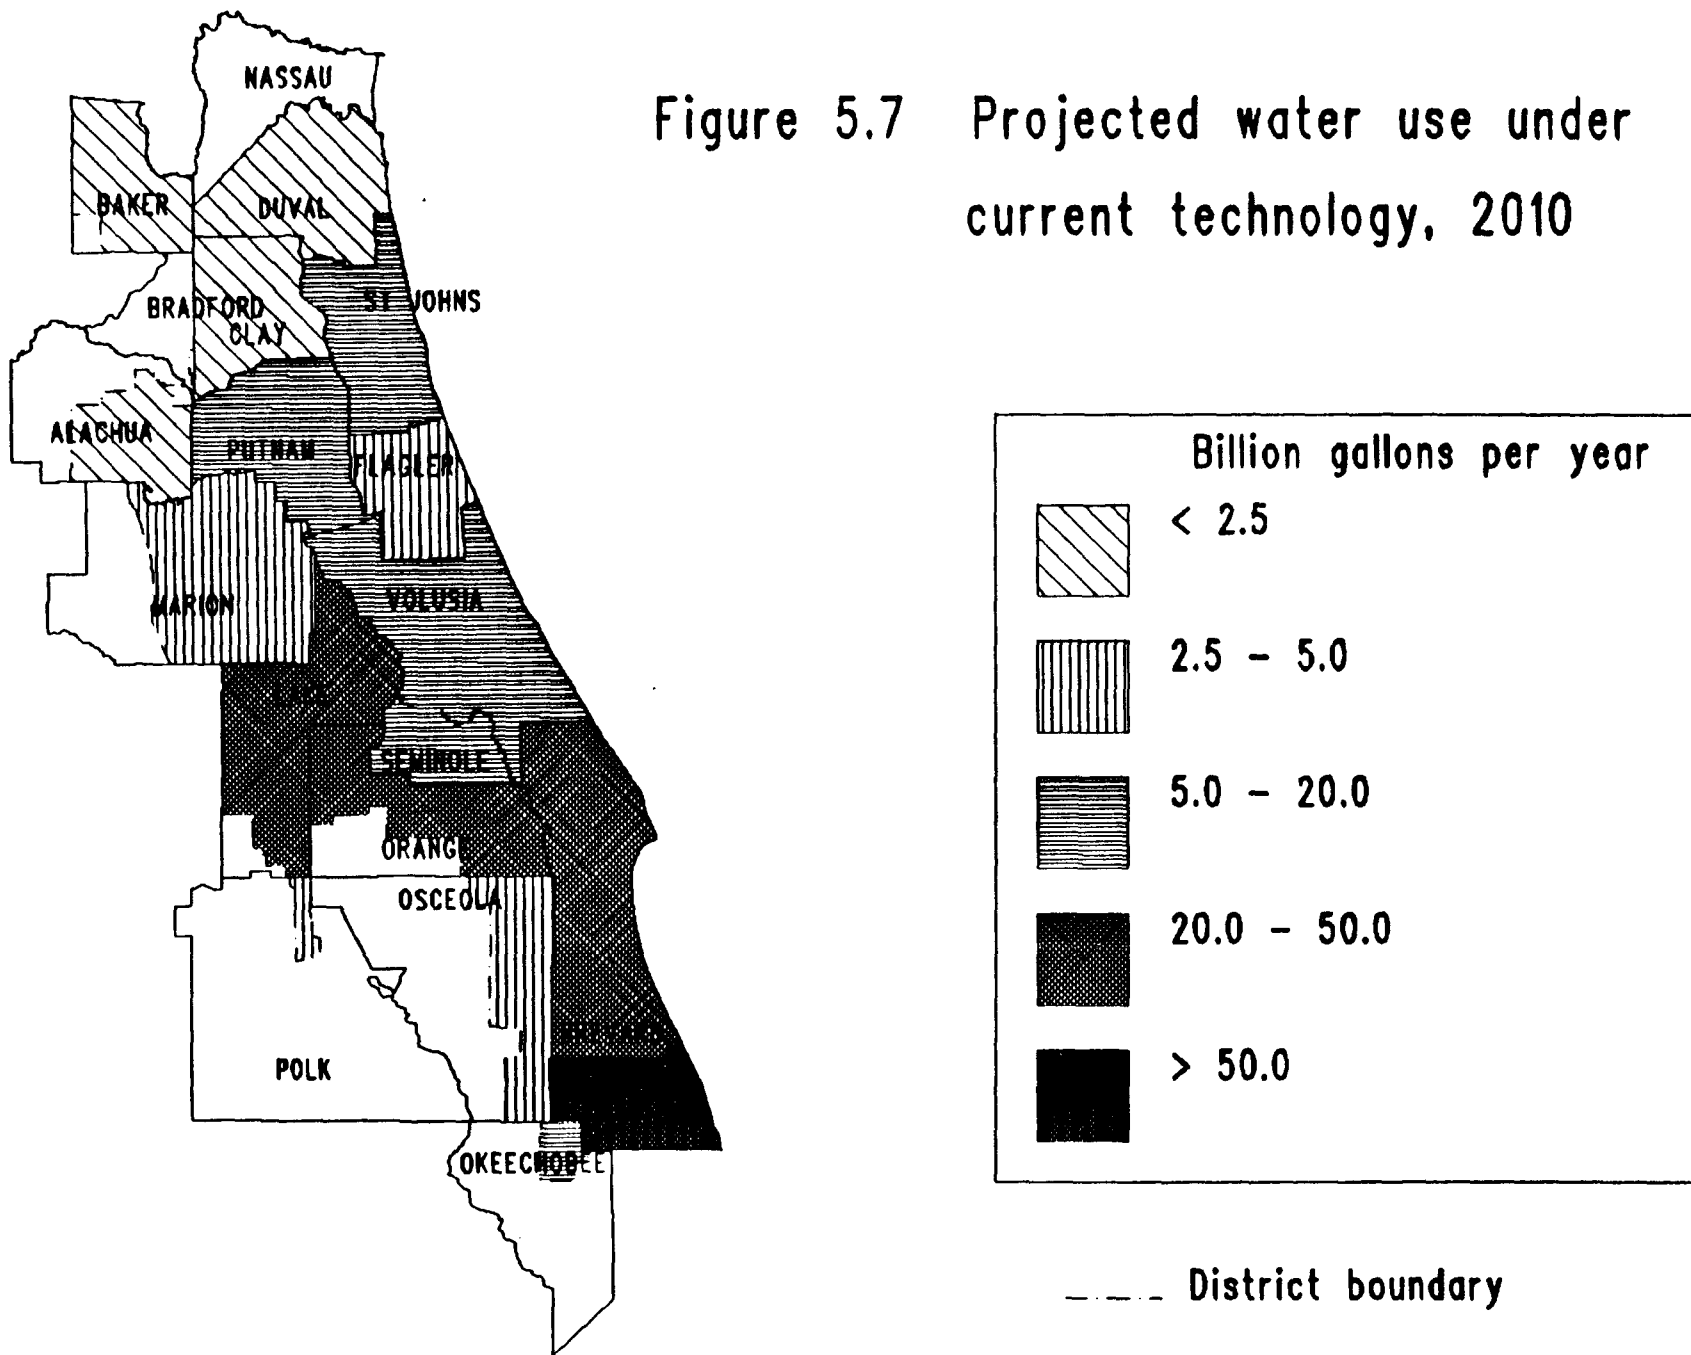 Figure 5.7 Projected water use under
current technology, 2010
NASSAU
BAKER
DUVAL
ST JOHNS
BRADFORD
CLAY
ALACHUA
PUTNAM
FLAGLER
MARION
VOLUSIA
SEMINOLE
ORANGE
OSCEOLA
POLK
OKEECHOBEE
Billion gallons per year
< 2.5
2.5 - 5.0
5.0 - 20.0
20.0 - 50.0
> 50.0
District boundary